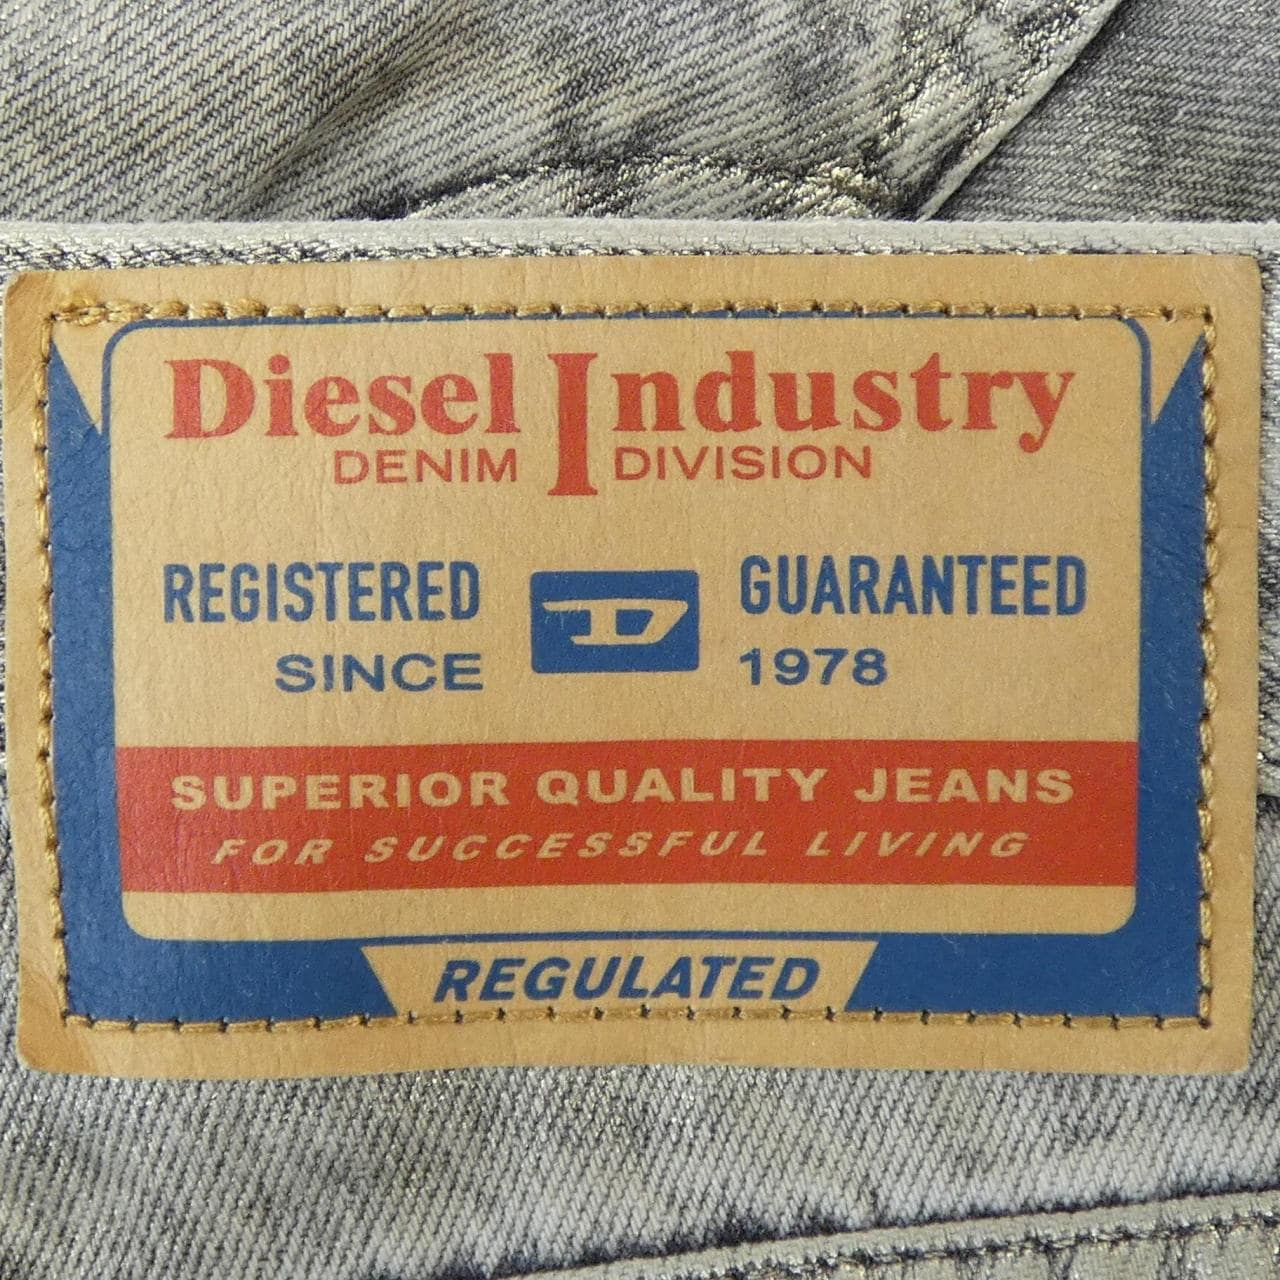 Diesel Industry
DENIM DIVISION
REGISTERED D GUARANTEED
SINCE 1978
SUPERIOR QUALITY JEANS
FOR SUCCESSFUL LIVING
REGULATED